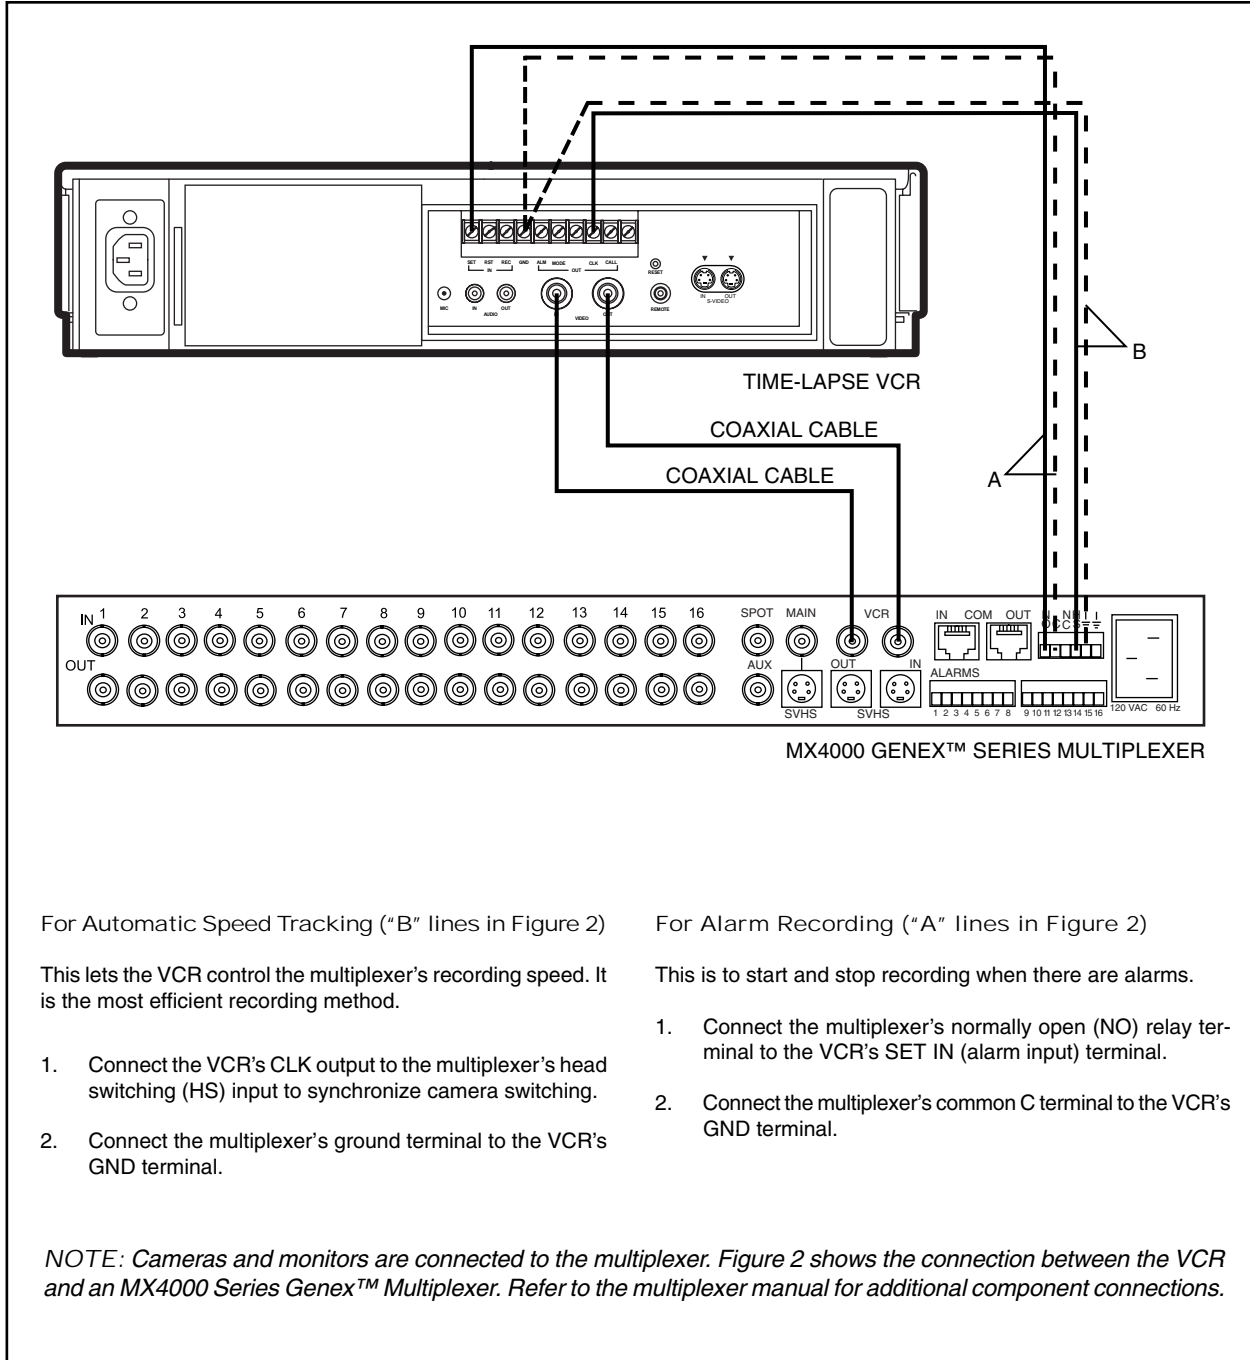 SET RST REC GND ALM MODE CLK CALL
IN OUT
RESET
MIC IN OUT
AUDIO
VIDEO
REMOTE
IN OUT
S-VIDEO
TIME-LAPSE VCR
B
COAXIAL CABLE
COAXIAL CABLE
A
IN 1 2 3 4 5 6 7 8 9 10 11 12 13 14 15 16 SPOT MAIN VCR IN COM OUT
OUT AUX OUT IN ALARMS
SVHS SVHS 1 2 3 4 5 6 7 8 9 10 11 12 13 14 15 16 120 VAC 60 Hz
MX4000 GENEX™ SERIES MULTIPLEXER
For Automatic Speed Tracking ("B" lines in Figure 2)
This lets the VCR control the multiplexer's recording speed. It
is the most efficient recording method.
1. Connect the VCR's CLK output to the multiplexer's head
switching (HS) input to synchronize camera switching.
2. Connect the multiplexer's ground terminal to the VCR's
GND terminal.
For Alarm Recording ("A" lines in Figure 2)
This is to start and stop recording when there are alarms.
1. Connect the multiplexer's normally open (NO) relay ter-
minal to the VCR's SET IN (alarm input) terminal.
2. Connect the multiplexer's common C terminal to the VCR's
GND terminal.
NOTE: Cameras and monitors are connected to the multiplexer. Figure 2 shows the connection between the VCR
and an MX4000 Series Genex™ Multiplexer. Refer to the multiplexer manual for additional component connections.